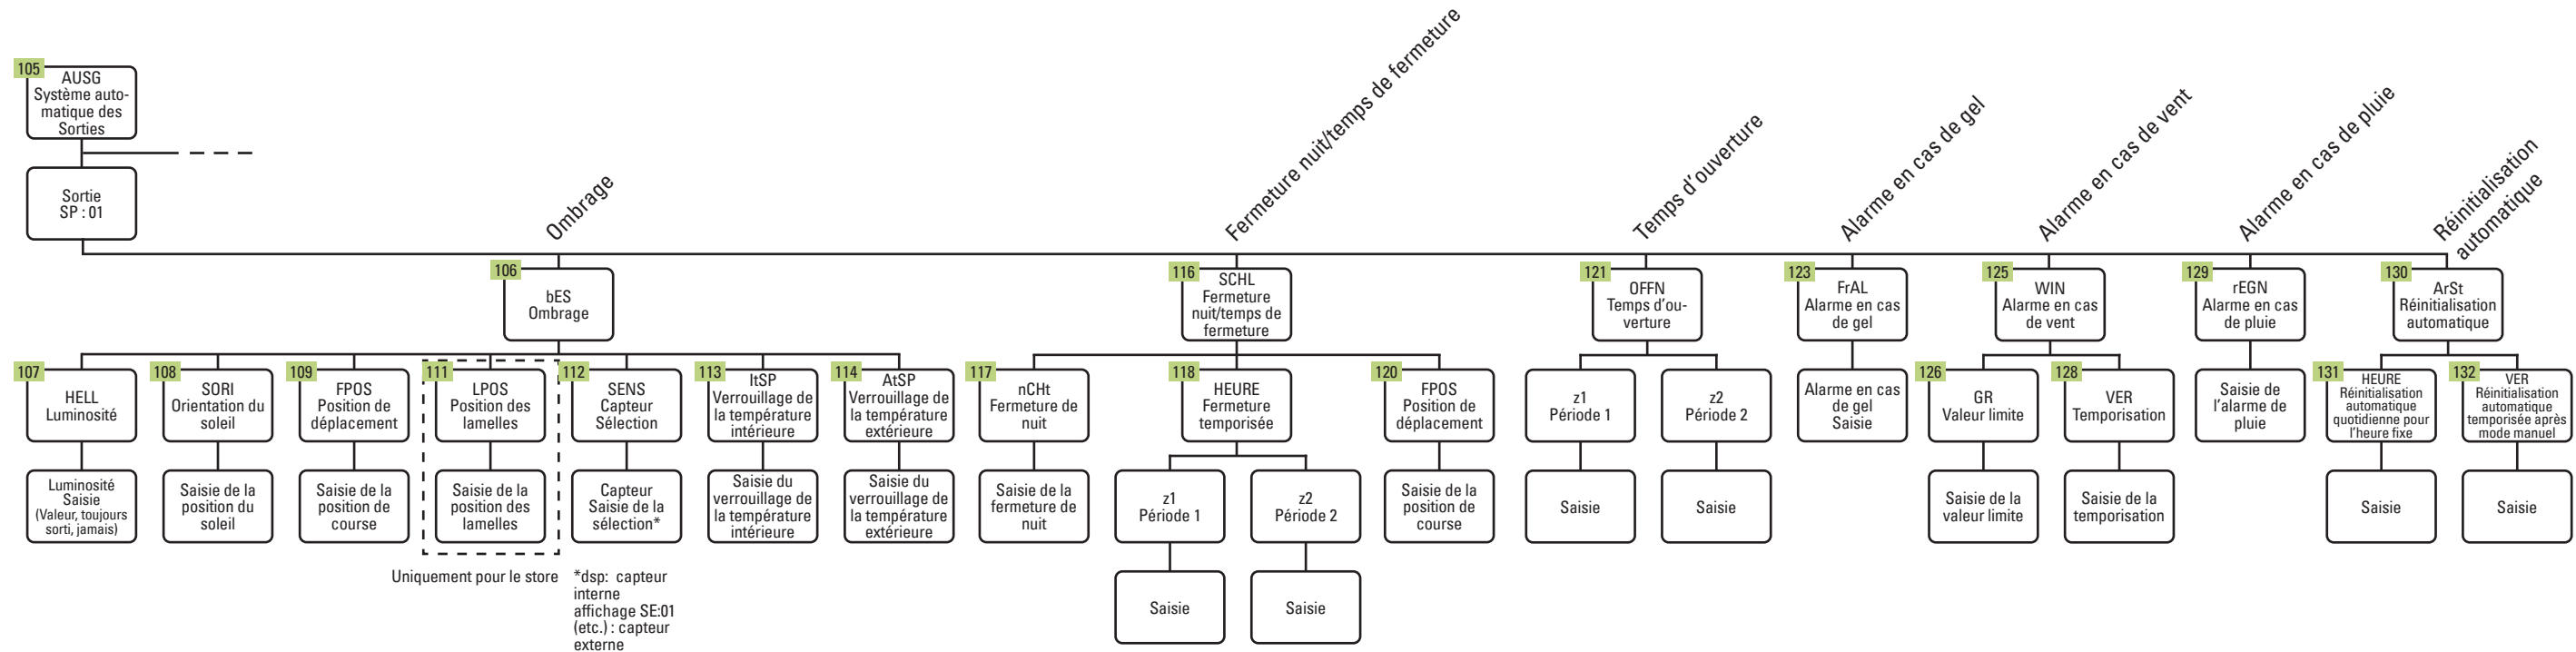 105
AUSG
Système auto-
matique des
Sorties
Sortie
SP : 01
Ombrage
Fermeture nuit/temps de fermeture
Temps d'ouverture
Alarme en cas de gel
Alarme en cas de vent
Alarme en cas de pluie
Réinitialisation
automatique
106
bES
Ombrage
116
SCHL
Fermeture
nuit/temps de
fermeture
121
OFFN
Temps d'ou-
verture
123
FrAL
Alarme en cas
de gel
125
WIN
Alarme en cas
de vent
129
rEGN
Alarme en cas
de pluie
130
ArSt
Réinitialisation
automatique
107
HELL
Luminosité
108
SORI
Orientation du
soleil
109
FPOS
Position de
déplacement
111
LPOS
Position des
lamelles
112
SENS
Capteur
Sélection
113
ItSP
Verrouillage de
la température
intérieure
114
AtSP
Verrouillage de
la température
extérieure
117
nCHt
Fermeture de
nuit
118
HEURE
Fermeture
temporisée
120
FPOS
Position de
déplacement
z1
Période 1
z2
Période 2
Alarme en cas
de gel
Saisie
126
GR
Valeur limite
128
VER
Temporisation
Saisie de
l'alarme de
pluie
131
HEURE
Réinitialisation
automatique
quotidienne pour
l'heure fixe
132
VER
Réinitialisation
automatique
temporisée après
mode manuel
Luminosité
Saisie
(Valeur, toujours
sorti, jamais)
Saisie de la
position du
soleil
Saisie de la
position de
course
Saisie de la
position des
lamelles
Capteur
Saisie de la
sélection*
Saisie du
verrouillage de
la température
intérieure
Saisie du
verrouillage de
la température
extérieure
Saisie de la
fermeture de
nuit
z1
Période 1
z2
Période 2
Saisie de la
position de
course
Saisie
Saisie
Saisie de la
valeur limite
Saisie de la
temporisation
Saisie
Saisie
Uniquement pour le store
*dsp: capteur
interne
affichage SE:01
(etc.) : capteur
externe
Saisie
Saisie